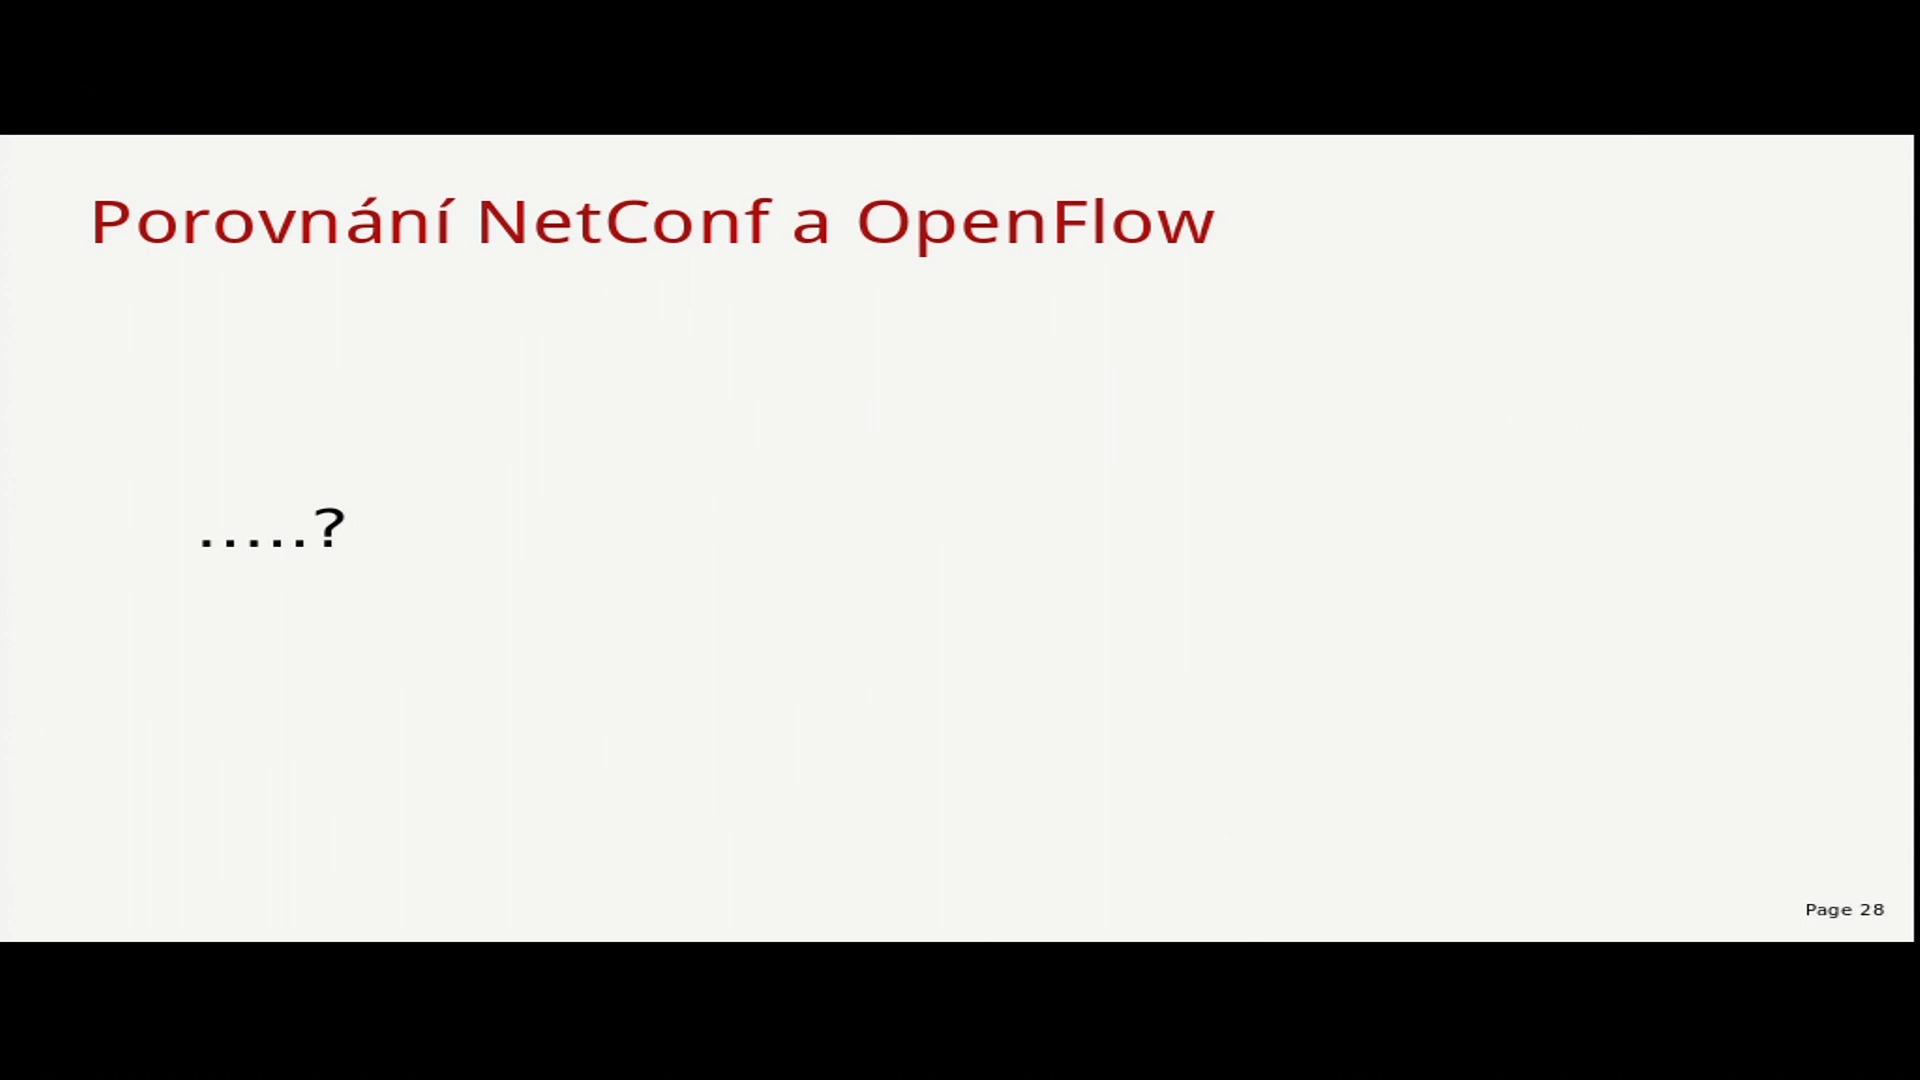 Porovnání NetConf a OpenFlow
.....?
Page 28